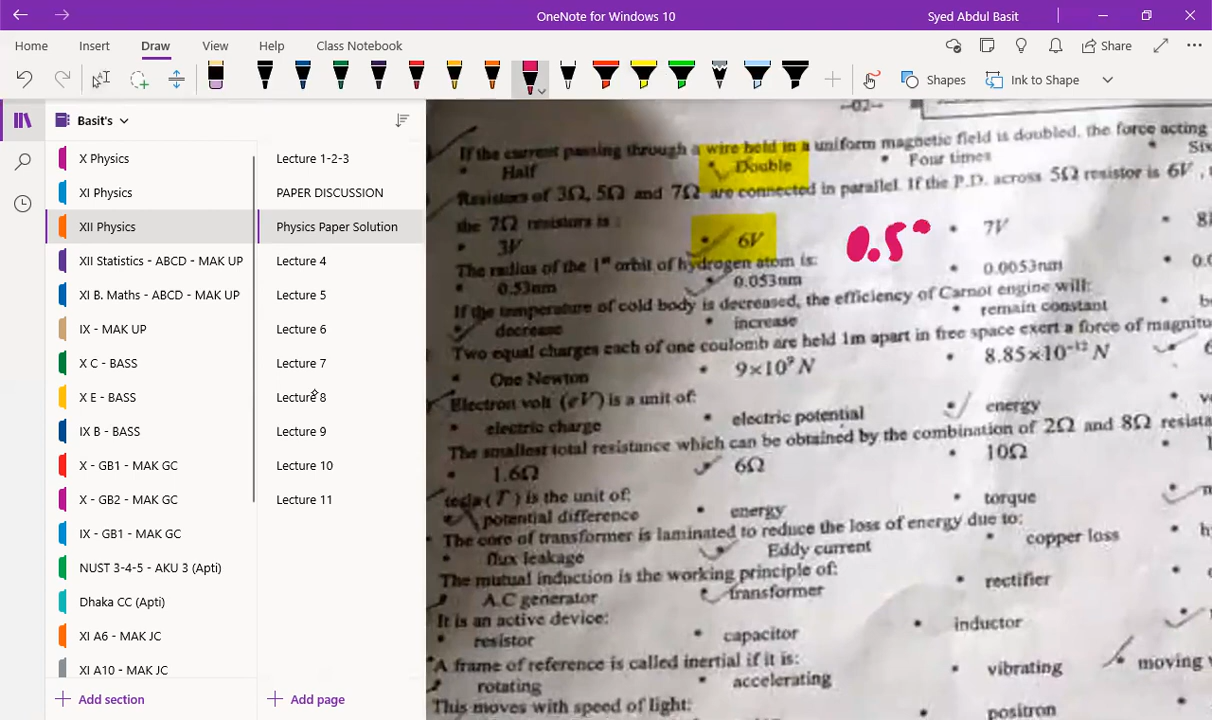 OneNote for Windows 10
Syed Abdul Basit
Home
Insert
Draw
View
Help
Class Notebook
Share
Shapes
Ink to Shape
Basit's
X Physics
XI Physics
XII Physics
XII Statistics - ABCD - MAK UP
XI B. Maths - ABCD - MAK UP
IX - MAK UP
X C - BASS
X E - BASS
IX B - BASS
X - GB1 - MAK GC
X - GB2 - MAK GC
IX - GB1 - MAK GC
NUST 3-4-5 - AKU 3 (Apti)
Dhaka CC (Apti)
XI A6 - MAK JC
XI A10 - MAK JC
Add section
Lecture 1-2-3
PAPER DISCUSSION
Physics Paper Solution
Lecture 4
Lecture 5
Lecture 6
Lecture 7
Lecture 8
Lecture 9
Lecture 10
Lecture 11
Add page
--02--
If the current passing through a wire held in a uniform magnetic field is doubled, the force acting
Half Double Four times Six
Resistors of 3Ω, 5Ω and 7Ω are connected in parallel. If the P.D. across 5Ω resistor is 6V,
the 7Ω resistors is :
3V 6V 7V
0.5
The radius of the 1st orbit of hydrogen atom is:
0.53nm 0.053nm 0.0053nm
If the temperature of cold body is decreased, the efficiency of Carnot engine will:
decrease increase remain constant
Two equal charges each of one coulomb are held 1m apart in free space exert a force of
One Newton 9×10⁹ N 8.85×10⁻¹² N
Electron volt (eV) is a unit of:
electric charge electric potential energy
The smallest total resistance which can be obtained by the combination of 2Ω and 8Ω
1.6Ω 6Ω 10Ω
tesla (T) is the unit of:
potential difference energy torque
The core of transformer is laminated to reduce the loss of energy due to:
flux leakage Eddy current copper loss
The mutual induction is the working principle of:
A.C generator transformer rectifier
It is an active device:
resistor capacitor inductor
A frame of reference is called inertial if it is:
rotating accelerating vibrating moving
This moves with speed of light:
positron